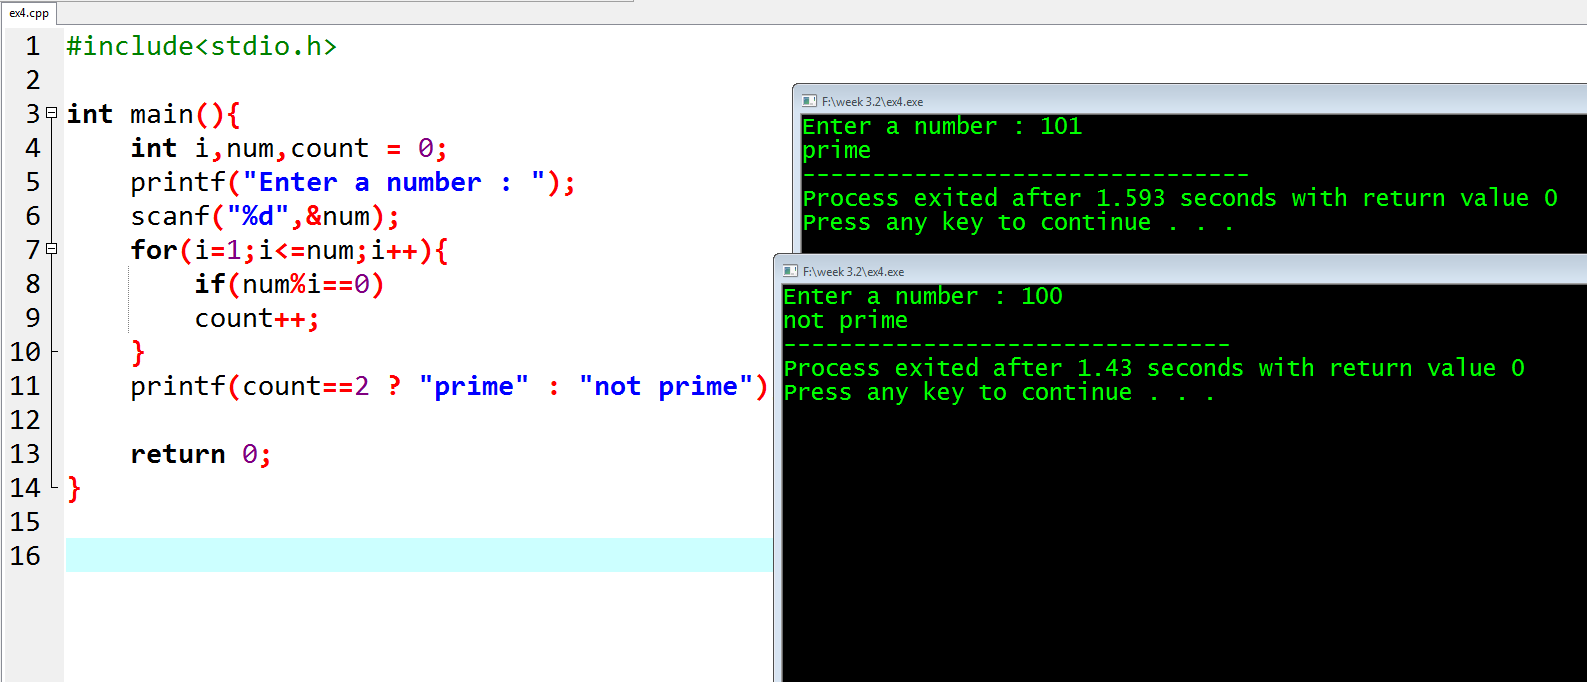 ex4.cpp
1 #include<stdio.h>
2
3 int main(){
4 int i,num,count = 0;
5 printf("Enter a number : ");
6 scanf("%d",&num);
7 for(i=1;i<=num;i++){
8 if(num%i==0)
9 count++;
10 }
11 printf(count==2 ? "prime" : "not prime")
12
13 return 0;
14 }
15
16
F:\week 3.2\ex4.exe
Enter a number : 101
prime
--------------------------------
Process exited after 1.593 seconds with return value 0
Press any key to continue . . .
F:\week 3.2\ex4.exe
Enter a number : 100
not prime
--------------------------------
Process exited after 1.43 seconds with return value 0
Press any key to continue . . .